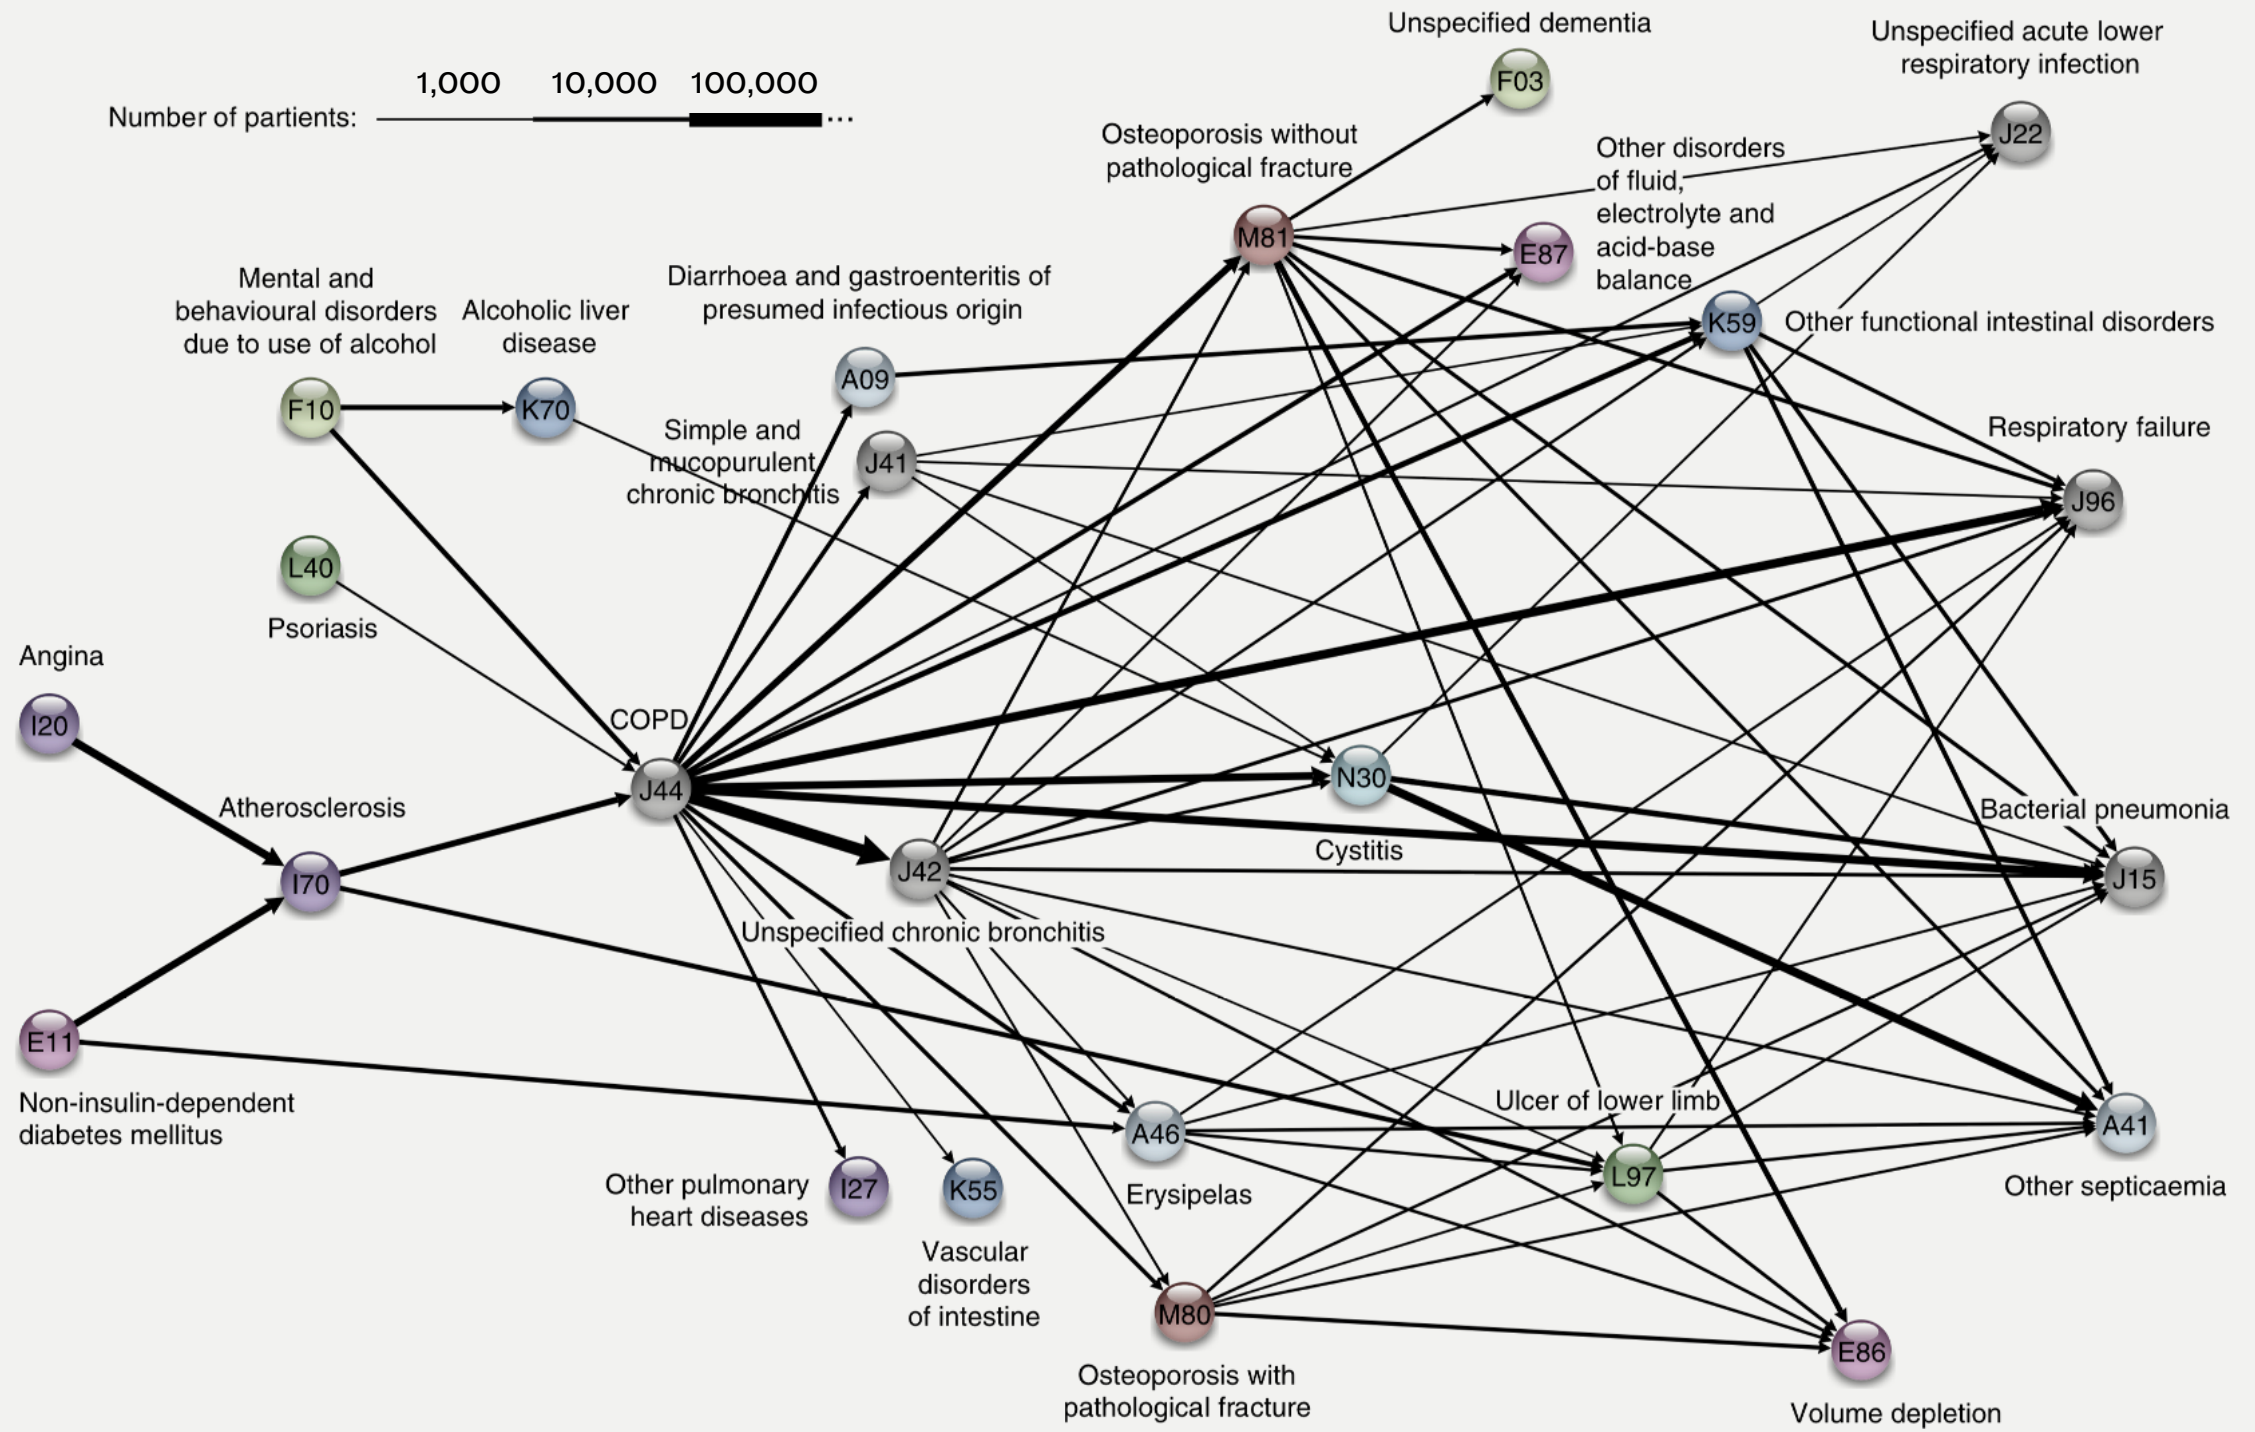 Unspecified dementia
F03
Unspecified acute lower
respiratory infection
J22
1,000 10,000 100,000
Number of partients: ...
Osteoporosis without
pathological fracture
M81
Other disorders
of fluid,
electrolyte and
acid-base
balance
E87
Mental and
behavioural disorders
due to use of alcohol
F10
Alcoholic liver
disease
K70
Diarrhoea and gastroenteritis of
presumed infectious origin
A09
K59
Other functional intestinal disorders
Simple and
mucopurulent
chronic bronchitis
J41
Respiratory failure
J96
L40
Psoriasis
Angina
I20
COPD
J44
Atherosclerosis
I70
N30
Cystitis
Bacterial pneumonia
J15
J42
Unspecified chronic bronchitis
E11
Non-insulin-dependent
diabetes mellitus
A46
Erysipelas
Ulcer of lower limb
L97
A41
Other septicaemia
Other pulmonary
heart diseases
I27
K55
Vascular
disorders
of intestine
M80
Osteoporosis with
pathological fracture
E86
Volume depletion